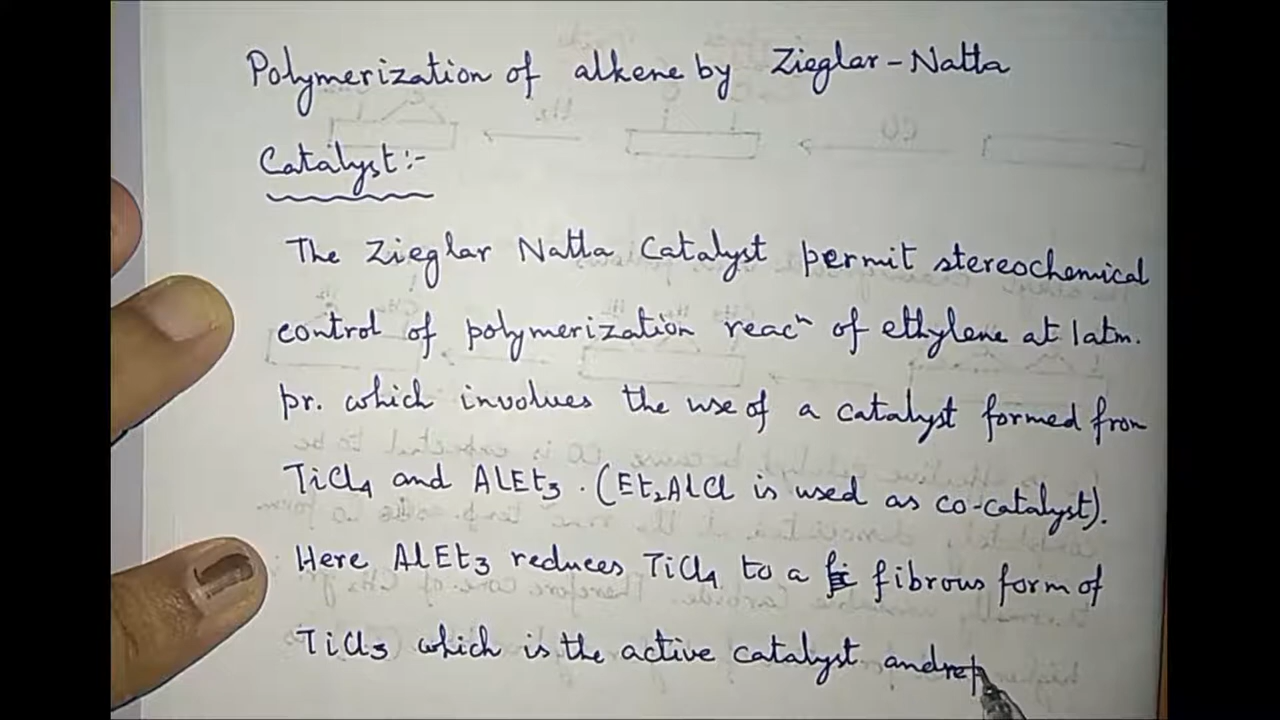 Polymerization of alkene by Zieglar-Natta
Catalyst:-
The Zieglar Natta Catalyst permit stereochemical
control of polymerization reacⁿ of ethylene at 1atm.
pr. which involves the use of a catalyst formed from
TiCl4 and AlEt3. (Et2AlCl is used as co-catalyst).
Here AlEt3 reduces TiCl4 to a fibrous form of
TiCl3 which is the active catalyst and